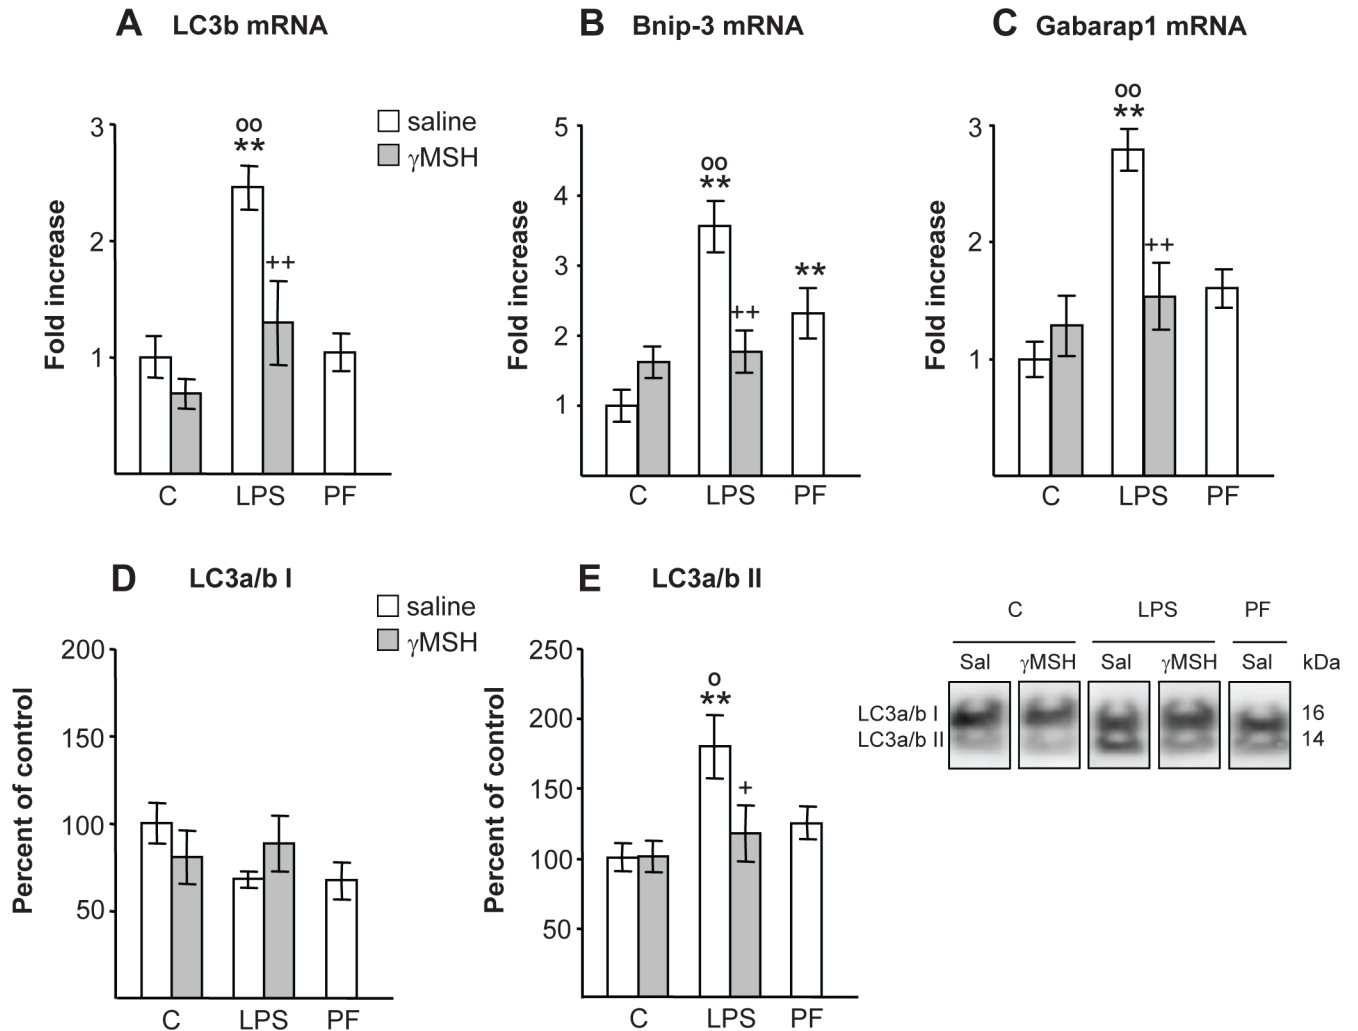 A LC3b mRNA
B Bnip-3 mRNA
C Gabarap1 mRNA
saline
γMSH
Fold increase
3
2
1
oo
**
++
C LPS PF
Fold increase
5
4
3
2
1
oo
**
++
**
C LPS PF
Fold increase
3
2
1
oo
**
++
C LPS PF
D LC3a/b I
saline
γMSH
Percent of control
200
150
100
50
C LPS PF
E LC3a/b II
Percent of control
250
200
150
100
50
o
**
+
C LPS PF
C LPS PF
Sal γMSH Sal γMSH Sal kDa
LC3a/b I 16
LC3a/b II 14